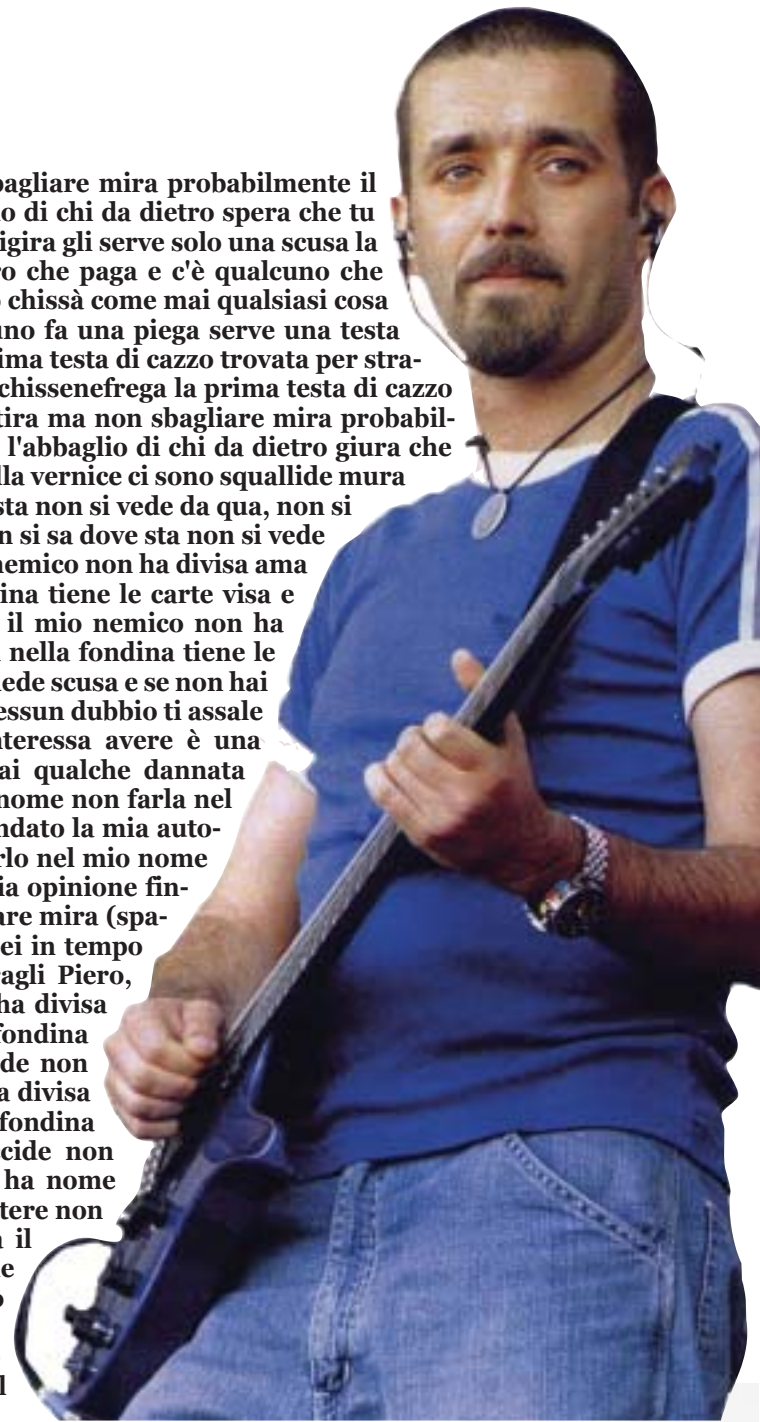 bagliare mira probabilmente il
o di chi da dietro spera che tu
igira gli serve solo una scusa la
ro che paga e c'è qualcuno che
chissà come mai qualsiasi cosa
uno fa una piega serve una testa
ima testa di cazzo trovata per stra-
chissenefrega la prima testa di cazzo
tira ma non sbagliare mira probabil-
l'abbaglio di chi da dietro giura che
lla vernice ci sono squallide mura
sta non si vede da qua, non si
n si sa dove sta non si vede
nemico non ha divisa ama
ina tiene le carte visa e
il mio nemico non ha
nella fondina tiene le
iede scusa e se non hai
essun dubbio ti assale
nteressa avere è una
ai qualche dannata
nome non farla nel
ndato la mia auto-
rlo nel mio nome
ia opinione fin-
are mira (spa-
ei in tempo
ragli Piero,
ha divisa
fondina
de non
a divisa
fondina
cide non
ha nome
tere non
il
e
o
l